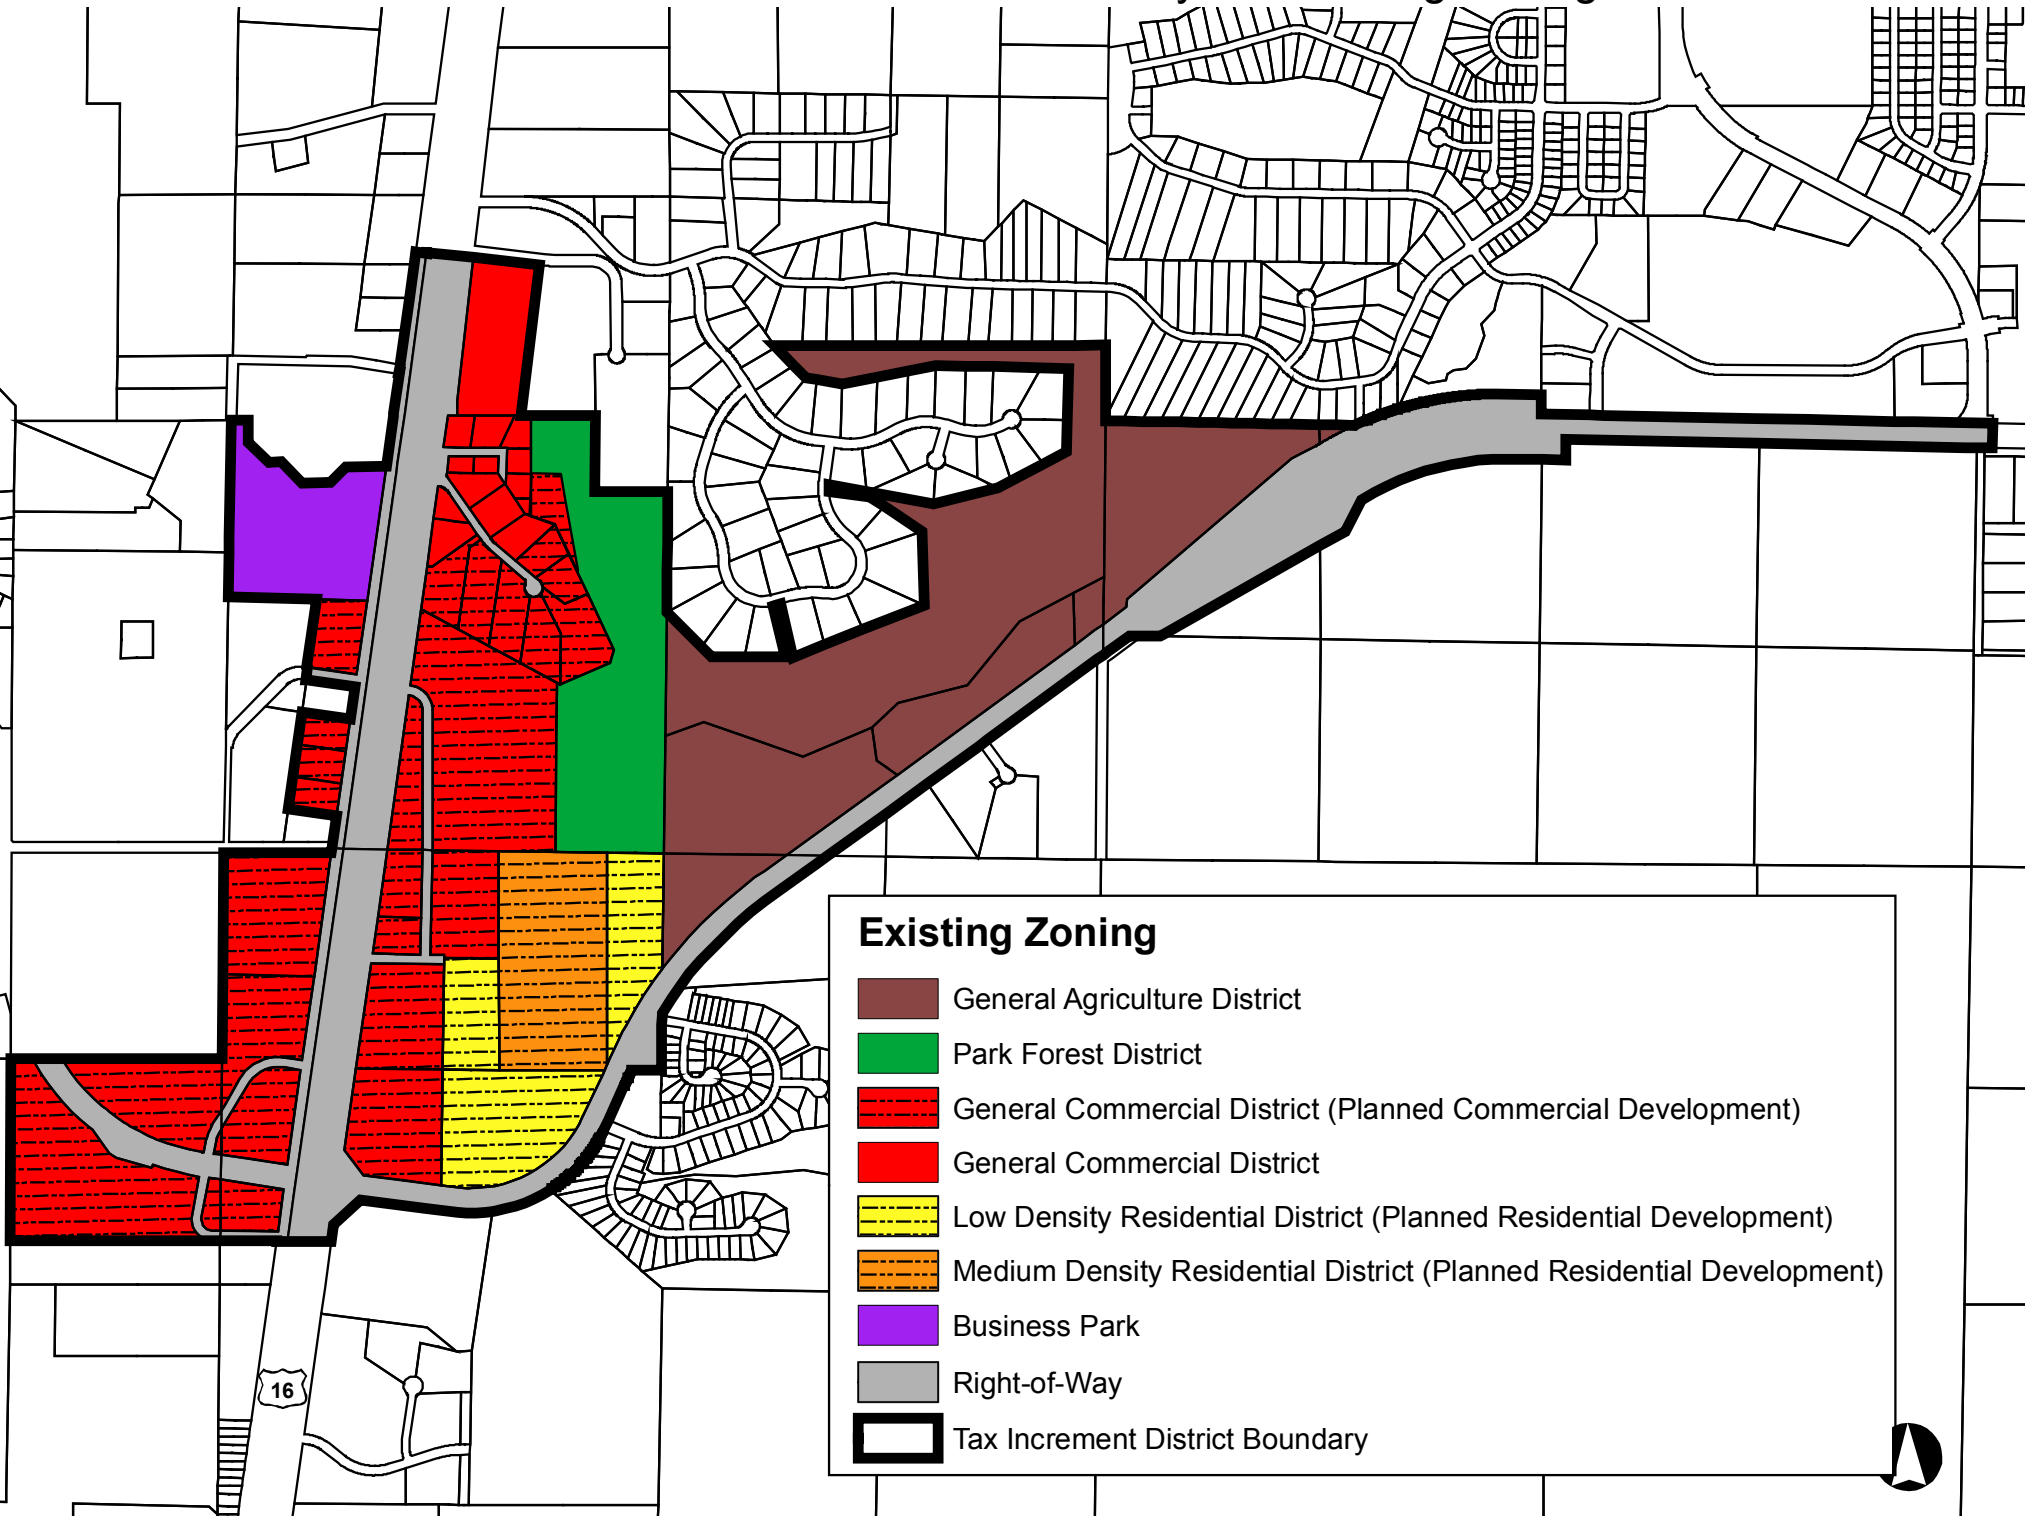 Existing Zoning
General Agriculture District
Park Forest District
General Commercial District (Planned Commercial Development)
General Commercial District
Low Density Residential District (Planned Residential Development)
Medium Density Residential District (Planned Residential Development)
Business Park
16
Right-of-Way
Tax Increment District Boundary